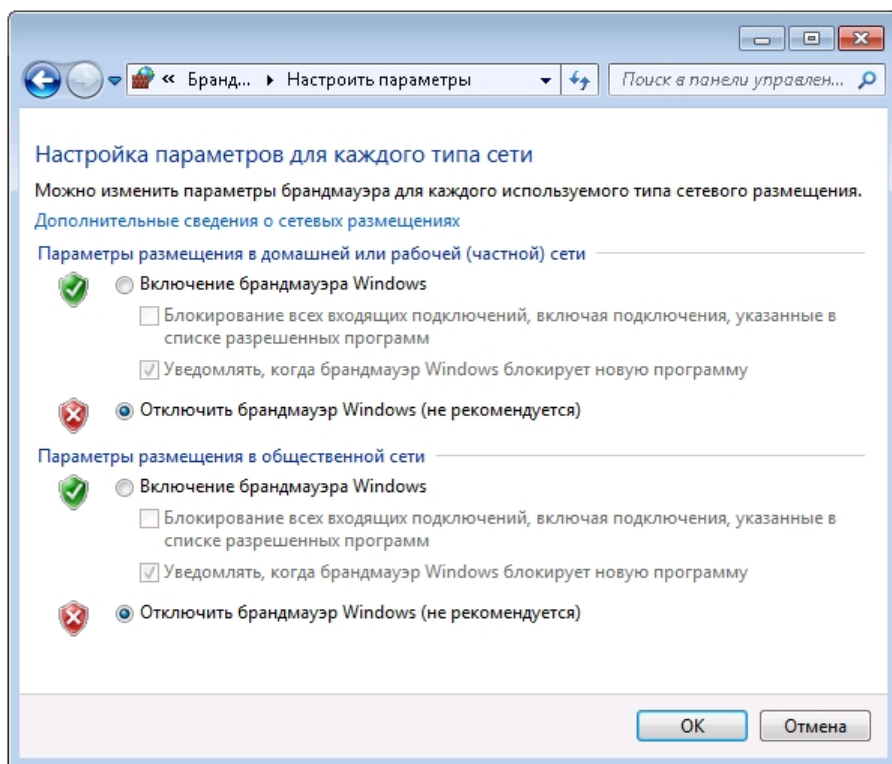 « Бранд... ▸ Настроить параметры
Поиск в панели управлен...
Настройка параметров для каждого типа сети
Можно изменить параметры брандмауэра для каждого используемого типа сетевого размещения.
Дополнительные сведения о сетевых размещениях
Параметры размещения в домашней или рабочей (частной) сети
Включение брандмауэра Windows
Блокирование всех входящих подключений, включая подключения, указанные в
списке разрешенных программ
Уведомлять, когда брандмауэр Windows блокирует новую программу
Отключить брандмауэр Windows (не рекомендуется)
Параметры размещения в общественной сети
Включение брандмауэра Windows
Блокирование всех входящих подключений, включая подключения, указанные в
списке разрешенных программ
Уведомлять, когда брандмауэр Windows блокирует новую программу
Отключить брандмауэр Windows (не рекомендуется)
ОК
Отмена